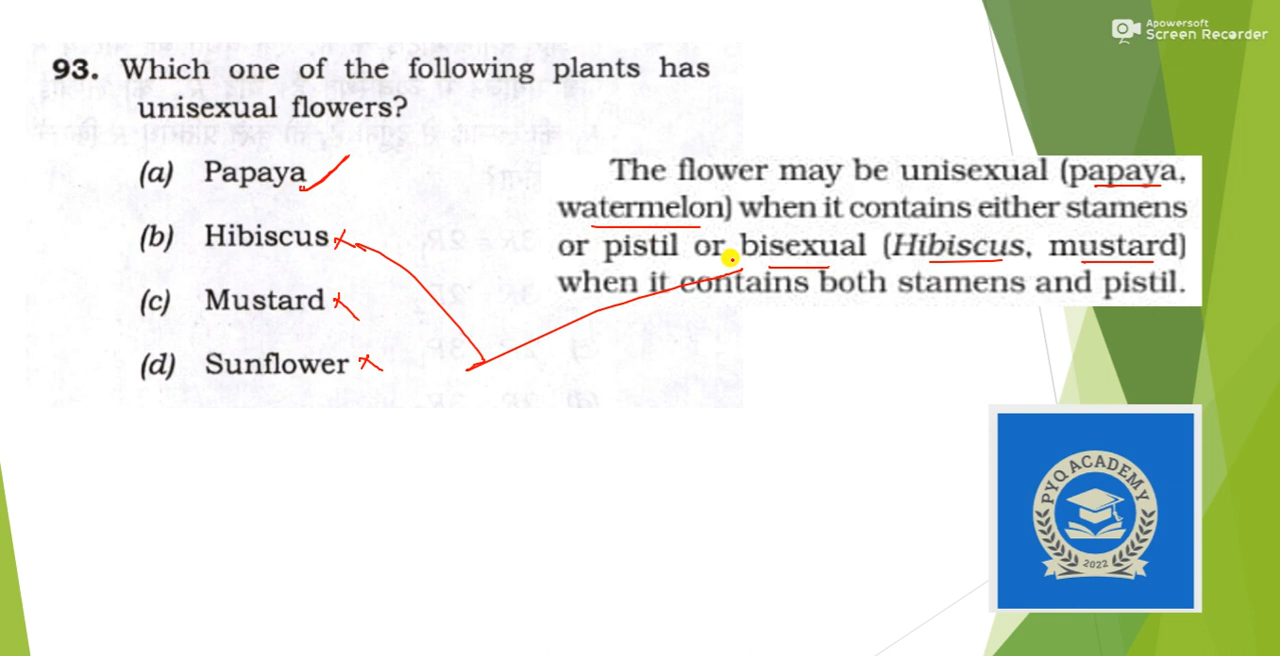 Apowersoft
Screen Recorder
93. Which one of the following plants has
unisexual flowers?
(a) Papaya
(b) Hibiscus
(c) Mustard
(d) Sunflower
The flower may be unisexual (papaya,
watermelon) when it contains either stamens
or pistil or bisexual (Hibiscus, mustard)
when it contains both stamens and pistil.
PYQ ACADEMY
2022